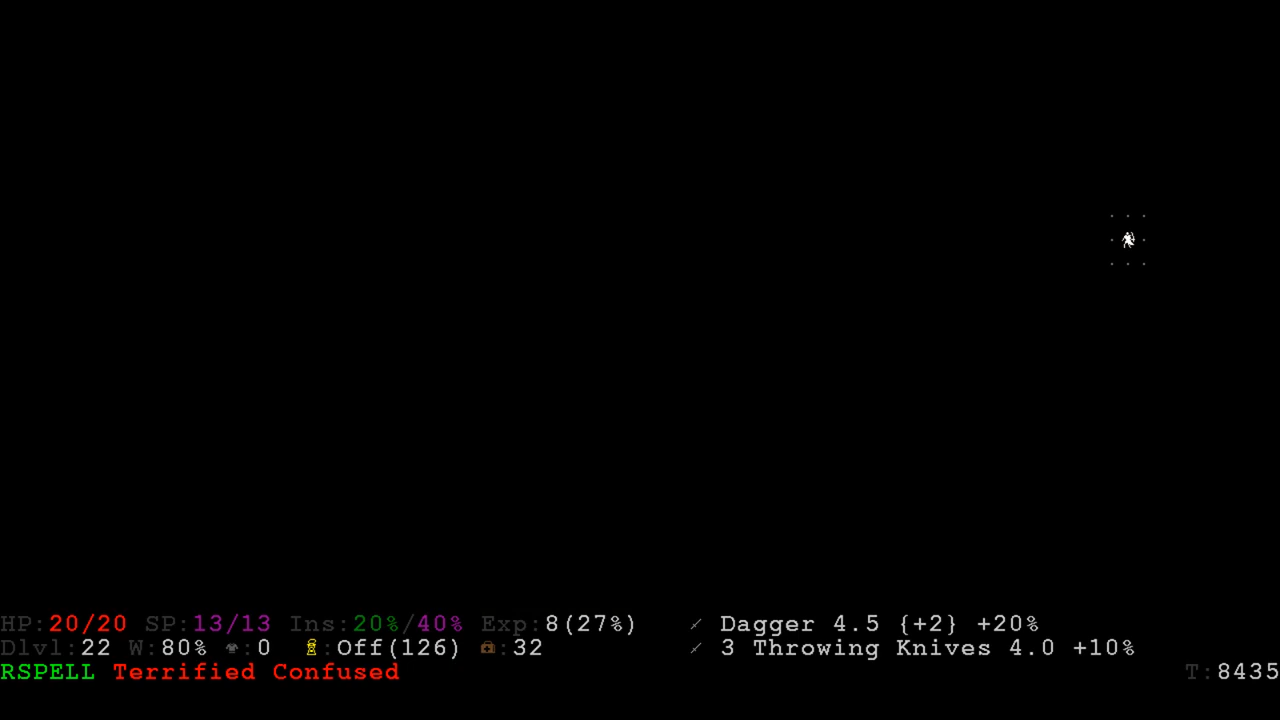 HP:20/20 SP:13/13 Ins:20%/40% Exp:8(27%) Dagger 4.5 {+2} +20%
Dlvl:22 W:80% :0 :Off(126) :32 3 Throwing Knives 4.0 +10%
RSPELL Terrified Confused T:8435